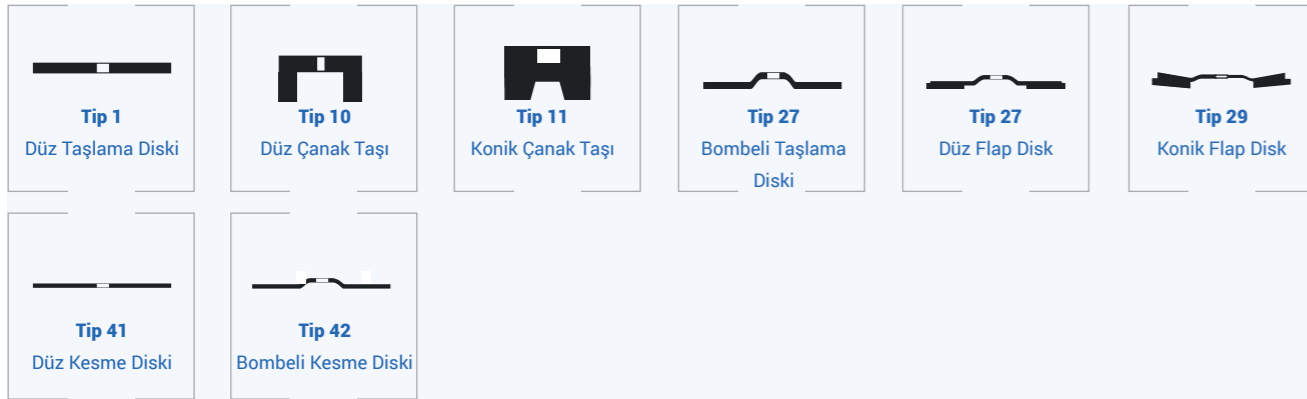 Tip 1
Düz Taşlama Diski
Tip 10
Düz Çanak Taşı
Tip 11
Konik Çanak Taşı
Tip 27
Bombeli Taşlama
Diski
Tip 27
Düz Flap Disk
Tip 29
Konik Flap Disk
Tip 41
Düz Kesme Diski
Tip 42
Bombeli Kesme Diski